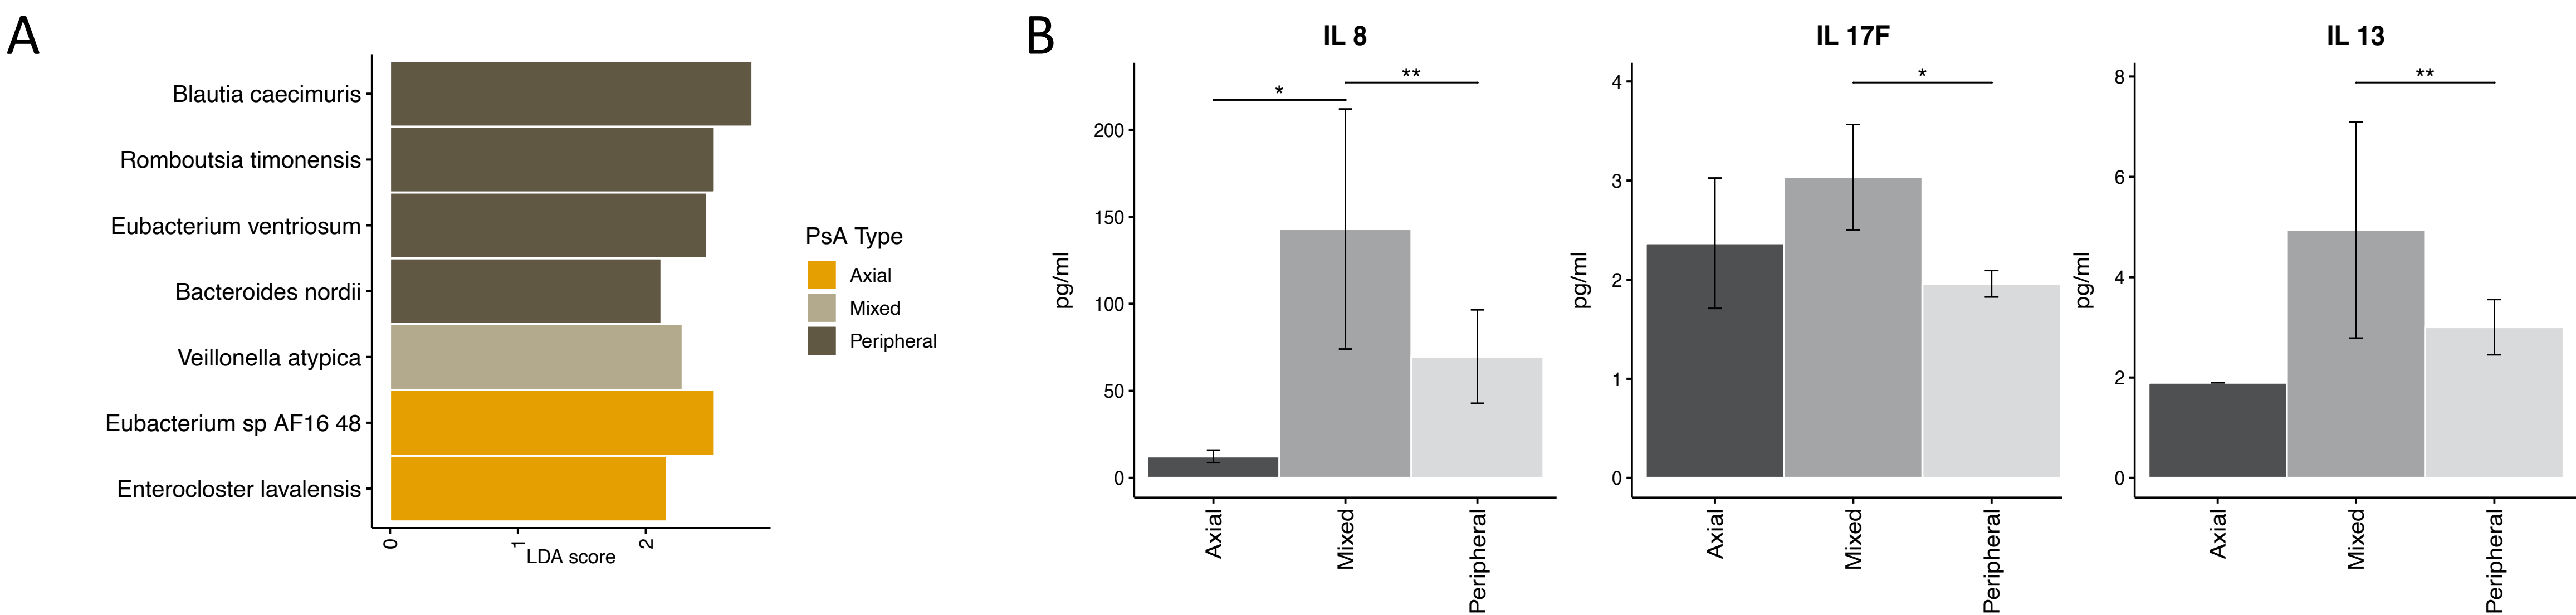 A
Blautia caecimuris
Romboutsia timonensis
Eubacterium ventriosum
Bacteroides nordii
Veillonella atypica
Eubacterium sp AF16 48
Enterocloster lavalensis
0 1 2
LDA score
PsA Type
Axial
Mixed
Peripheral
B
IL 8
pg/ml
200
150
100
50
0
* **
Axial
Mixed
Peripheral
IL 17F
pg/ml
4
3
2
1
0
*
Axial
Mixed
Peripheral
IL 13
pg/ml
8
6
4
2
0
**
Axial
Mixed
Peripheral